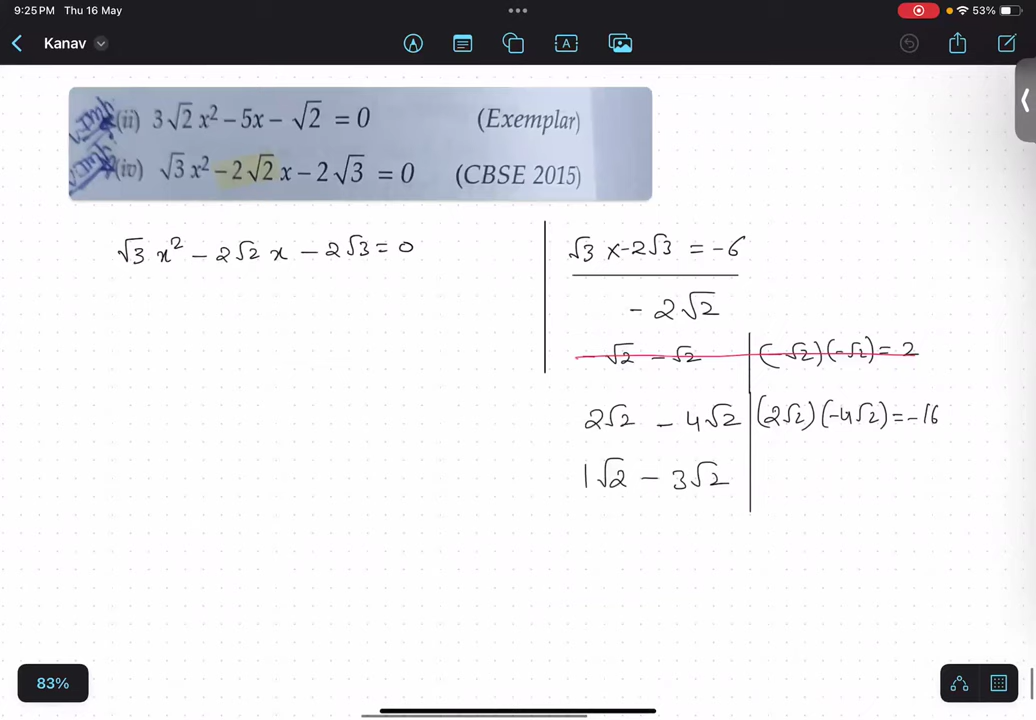 9:25 PM Thu 16 May
53%
Kanav
(ii) 3√2 x² – 5x – √2 = 0 (Exemplar)
(iv) √3 x² – 2√2 x – 2√3 = 0 (CBSE 2015)
√3 x² – 2√2 x – 2√3 = 0
√3 x -2√3 = -6
- 2√2
√2 - √2 (-√2)(-√2) = 2
2√2 - 4√2 (2√2)(-4√2) = -16
1√2 - 3√2
83%